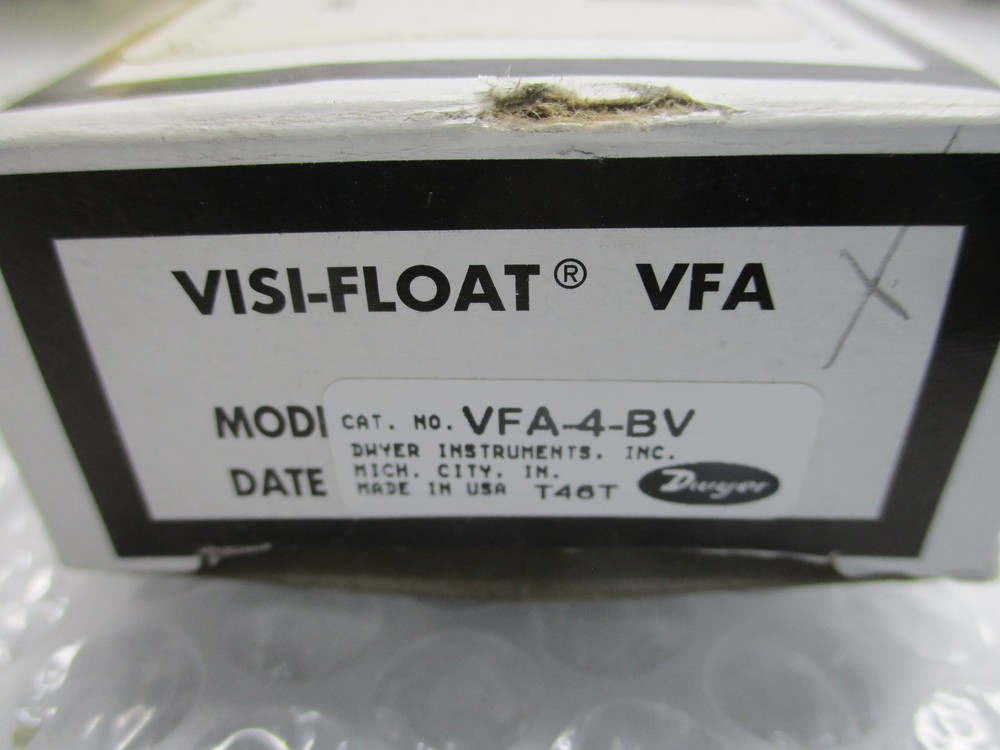 VISI-FLOAT® VFA
MODE
CAT. NO. VFA-4-BV
DWYER INSTRUMENTS, INC.
MICH. CITY, IN.
DATE
MADE IN USA T46T
Dwyer